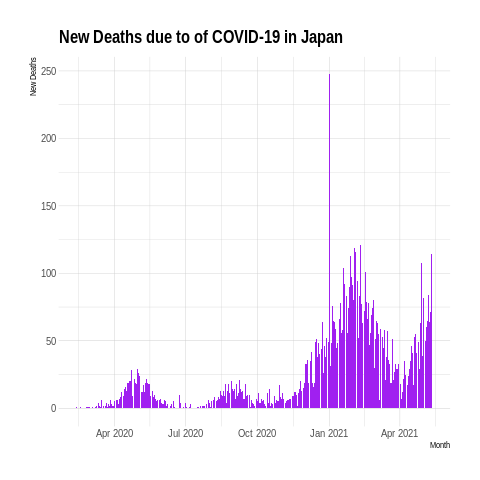 New Deaths due to of COVID-19 in Japan
New Deaths
250
200
150
100
50
0
Apr 2020
Jul 2020
Oct 2020
Jan 2021
Apr 2021
Month